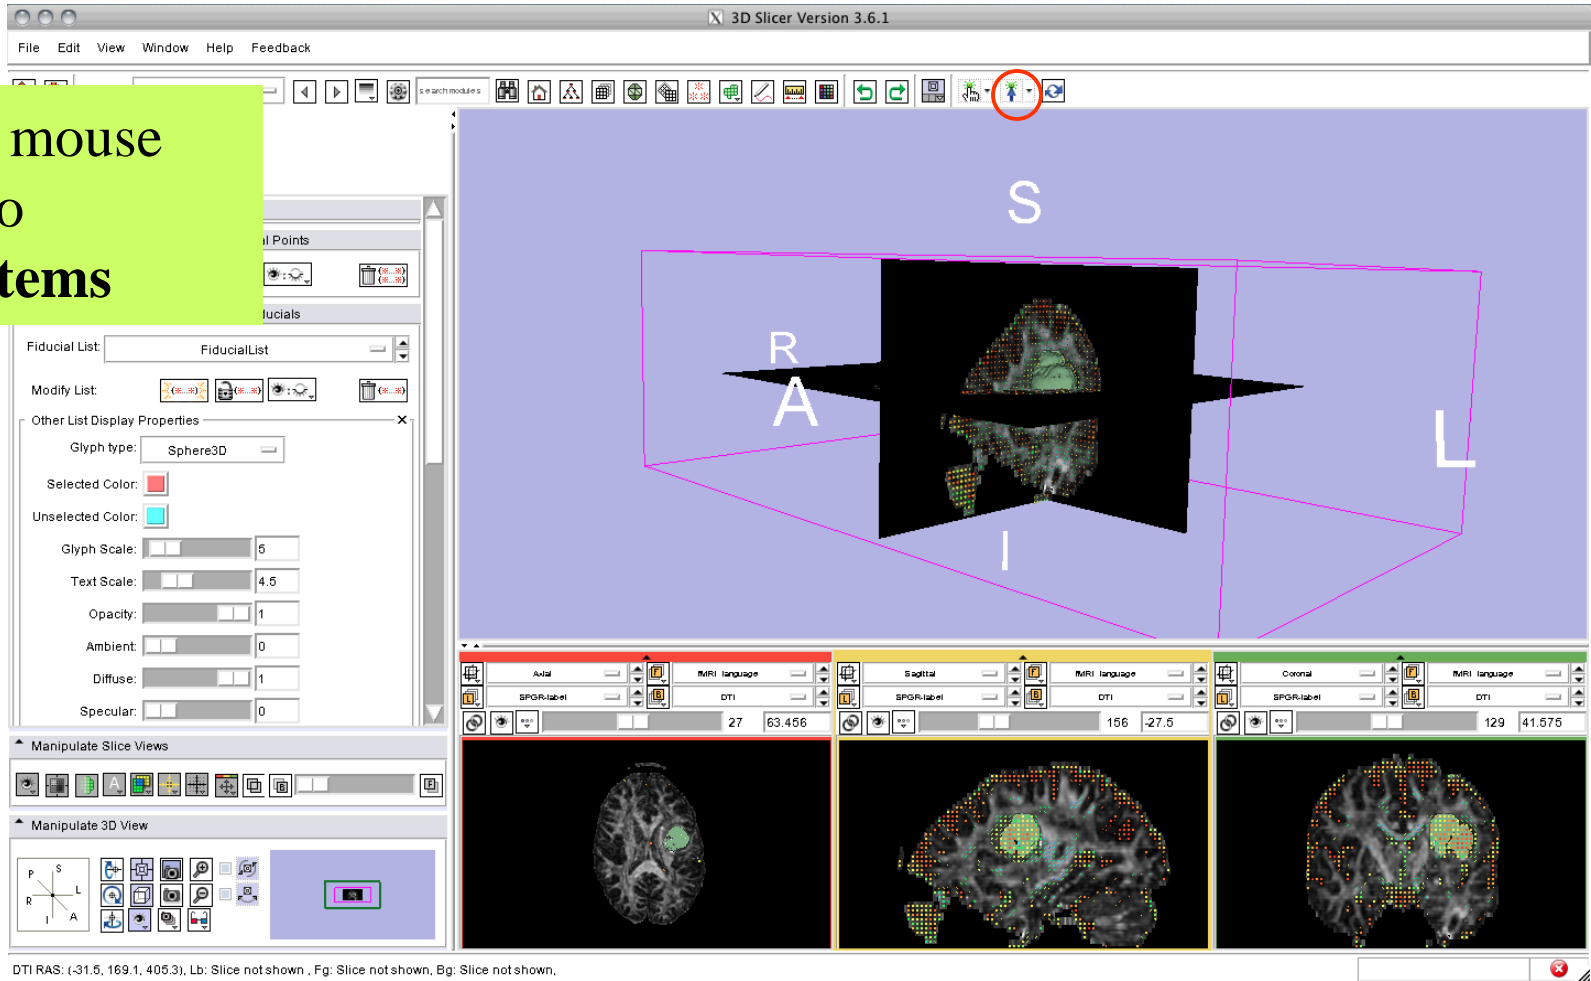 3D Slicer Version 3.6.1
File Edit View Window Help Feedback
search modules
mouse
o
tems
al Points
ducials
Fiducial List: FiducialList
Modify List:
Other List Display Properties
Glyph type: Sphere3D
Selected Color:
Unselected Color:
Glyph Scale: 5
Text Scale: 4.5
Opacity: 1
Ambient: 0
Diffuse: 1
Specular: 0
Manipulate Slice Views
Manipulate 3D View
P S
R L
I A
S
R
A
L
I
Axial fMRI language
SPGR-label DTI
27 63.456
Sagittal fMRI language
SPGR-label DTI
156 -27.5
Coronal fMRI language
SPGR-label DTI
129 41.575
DTI RAS: (-31.5, 169.1, 405.3), Lb: Slice not shown , Fg: Slice not shown, Bg: Slice not shown,